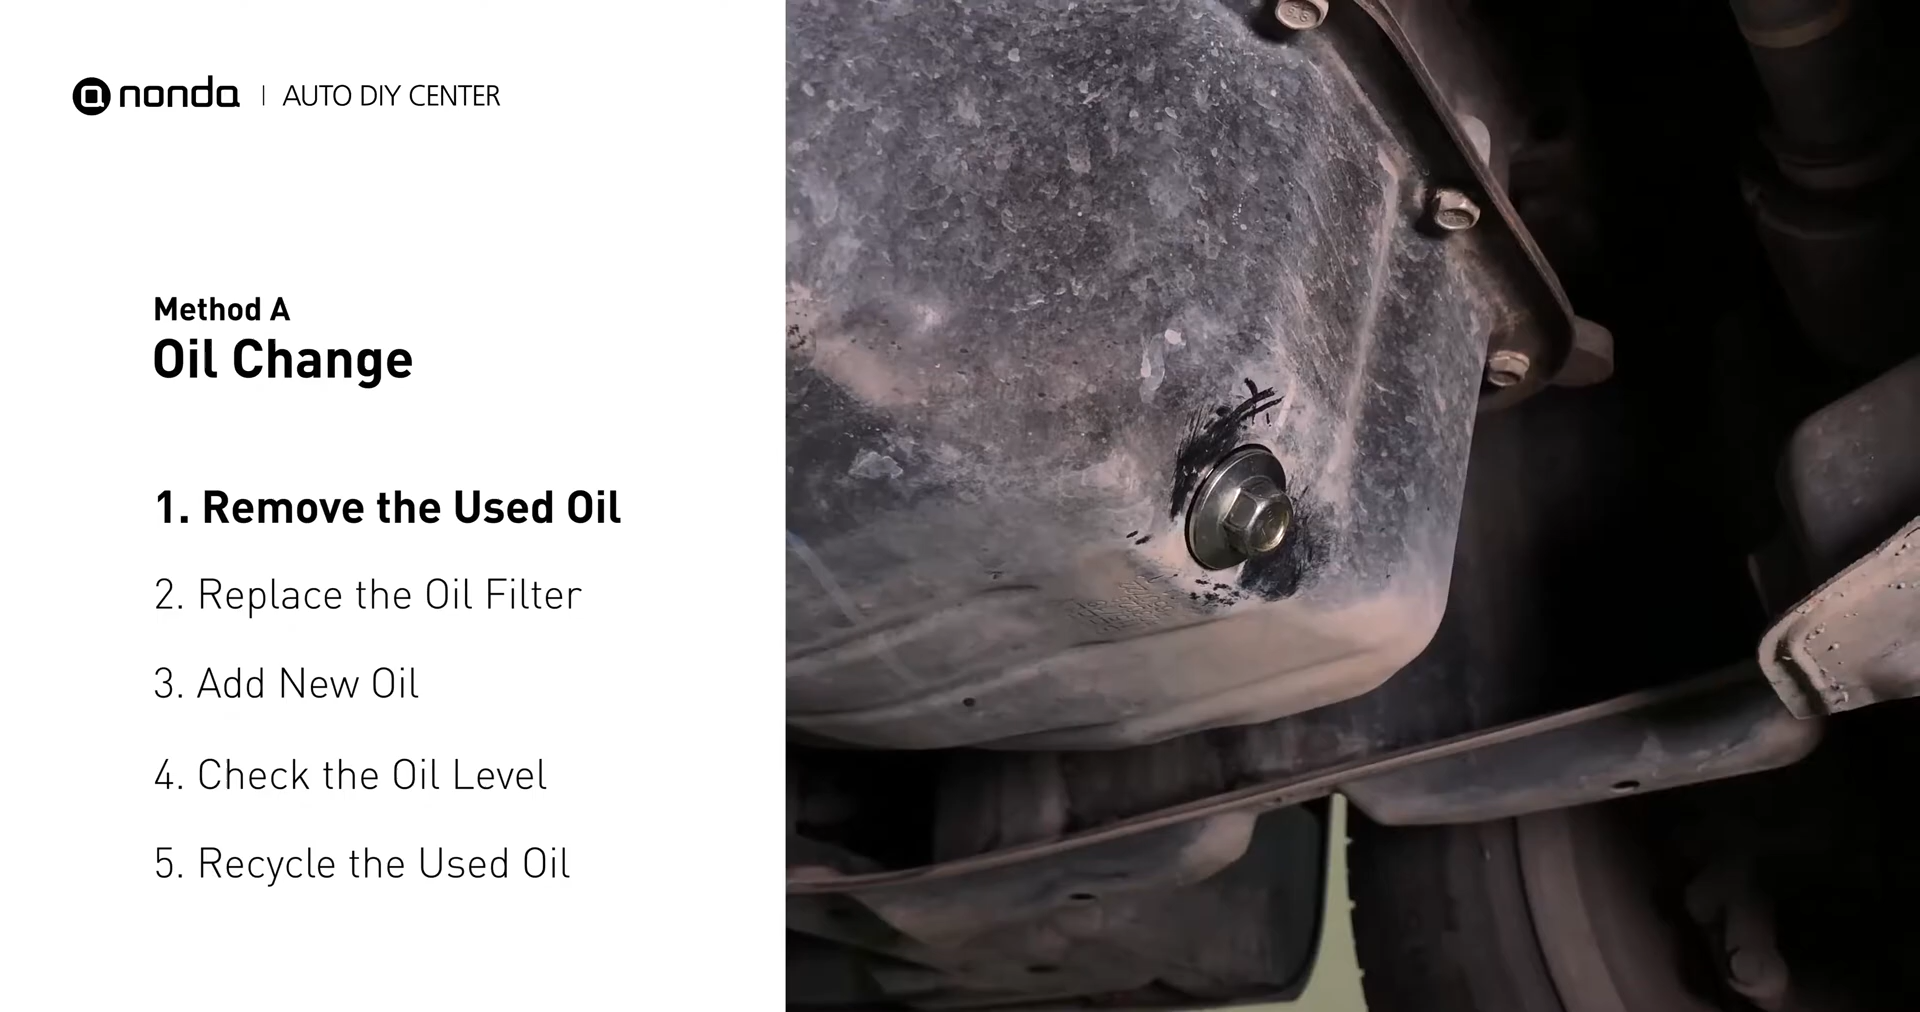 nonda | AUTO DIY CENTER
Method A
Oil Change
1. Remove the Used Oil
2. Replace the Oil Filter
3. Add New Oil
4. Check the Oil Level
5. Recycle the Used Oil